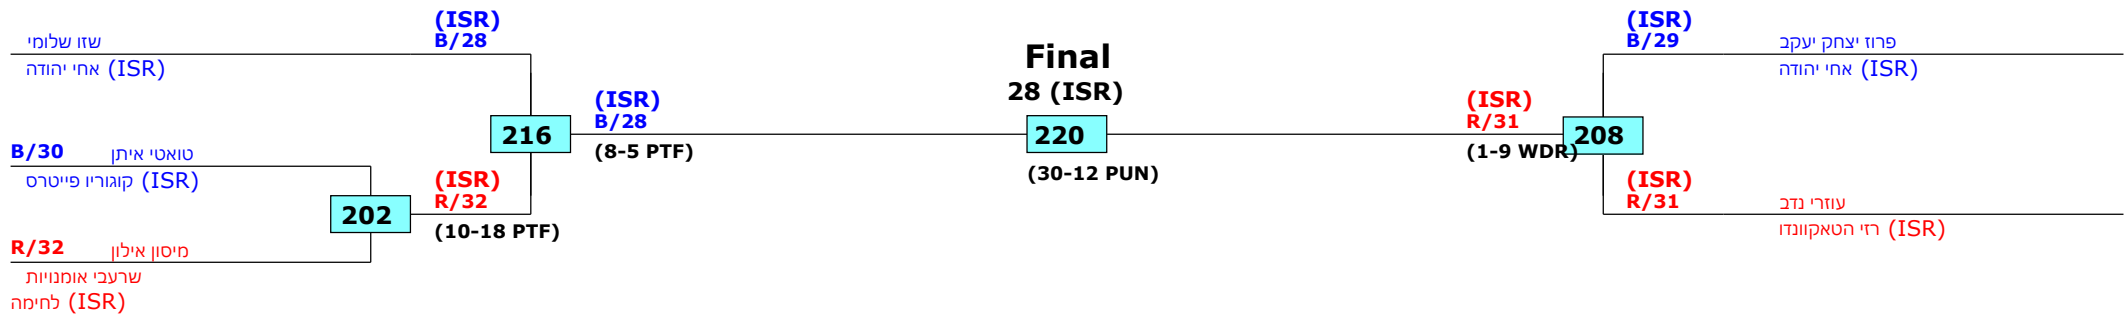 (ISR)
B/28
שזו שלומי
אחי יהודה (ISR)
(ISR)
B/28
(8-5 PTF)
216
B/30 טואטי איתן
קוגוריו פייטרס (ISR)
202
(ISR)
R/32
(10-18 PTF)
R/32 מיסון אילון
שרעבי אומנויות
לחימה (ISR)
Final
28 (ISR)
220
(30-12 PUN)
(ISR)
R/31
(1-9 WDR)
208
(ISR)
B/29
פרוז יצחק יעקב
אחי יהודה (ISR)
(ISR)
R/31
עוזרי נדב
רזי הטאקוונדו (ISR)